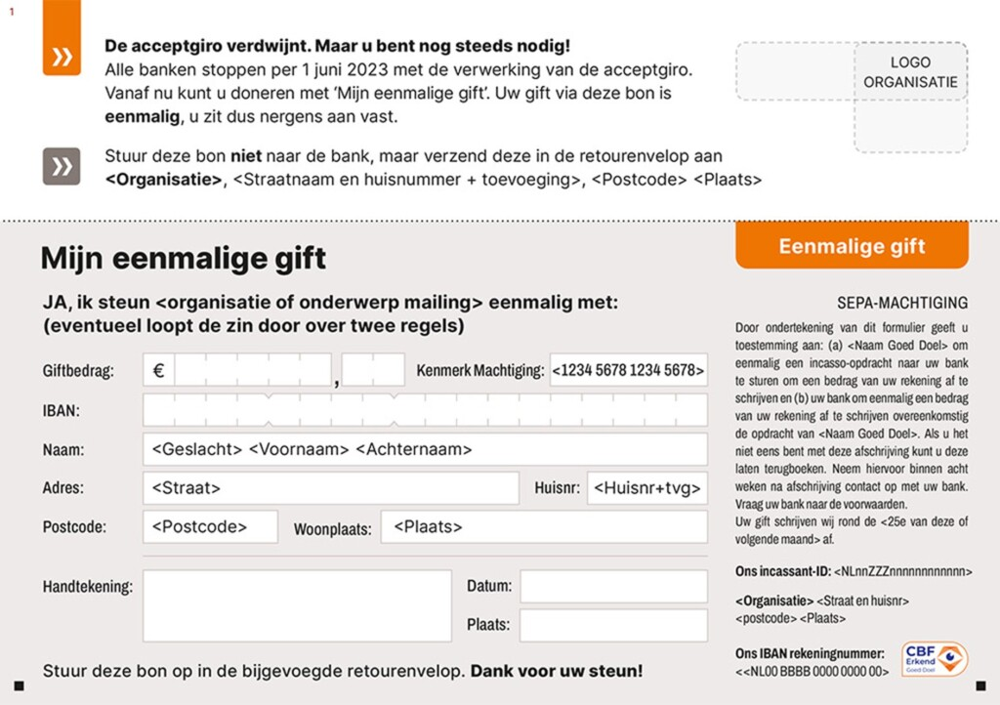 1
De acceptgiro verdwijnt. Maar u bent nog steeds nodig!
Alle banken stoppen per 1 juni 2023 met de verwerking van de acceptgiro.
Vanaf nu kunt u doneren met ‘Mijn eenmalige gift’. Uw gift via deze bon is
eenmalig, u zit dus nergens aan vast.
LOGO
ORGANISATIE
Stuur deze bon niet naar de bank, maar verzend deze in de retourenvelop aan
<Organisatie>, <Straatnaam en huisnummer + toevoeging>, <Postcode> <Plaats>
Mijn eenmalige gift
JA, ik steun <organisatie of onderwerp mailing> eenmalig met:
(eventueel loopt de zin door over twee regels)
Giftbedrag: € , Kenmerk Machtiging: <1234 5678 1234 5678>
IBAN:
Naam: <Geslacht> <Voornaam> <Achternaam>
Adres: <Straat> Huisnr: <Huisnr+tvg>
Postcode: <Postcode> Woonplaats: <Plaats>
Handtekening: Datum:
Plaats:
Stuur deze bon op in de bijgevoegde retourenvelop. Dank voor uw steun!
Eenmalige gift
SEPA-MACHTIGING
Door ondertekening van dit formulier geeft u
toestemming aan: (a) <Naam Goed Doel> om
eenmalig een incasso-opdracht naar uw bank
te sturen om een bedrag van uw rekening af te
schrijven en (b) uw bank om eenmalig een bedrag
van uw rekening af te schrijven overeenkomstig
de opdracht van <Naam Goed Doel>. Als u het
niet eens bent met deze afschrijving kunt u deze
laten terugboeken. Neem hiervoor binnen acht
weken na afschrijving contact op met uw bank.
Vraag uw bank naar de voorwaarden.
Uw gift schrijven wij rond de <25e van deze of
volgende maand> af.
Ons incassant-ID: <NLnnZZZnnnnnnnnnnnn>
<Organisatie> <Straat en huisnr>
<postcode> <Plaats>
Ons IBAN rekeningnummer:
<<NL00 BBBB 0000 0000 00>
CBF
Erkend
Goed Doel